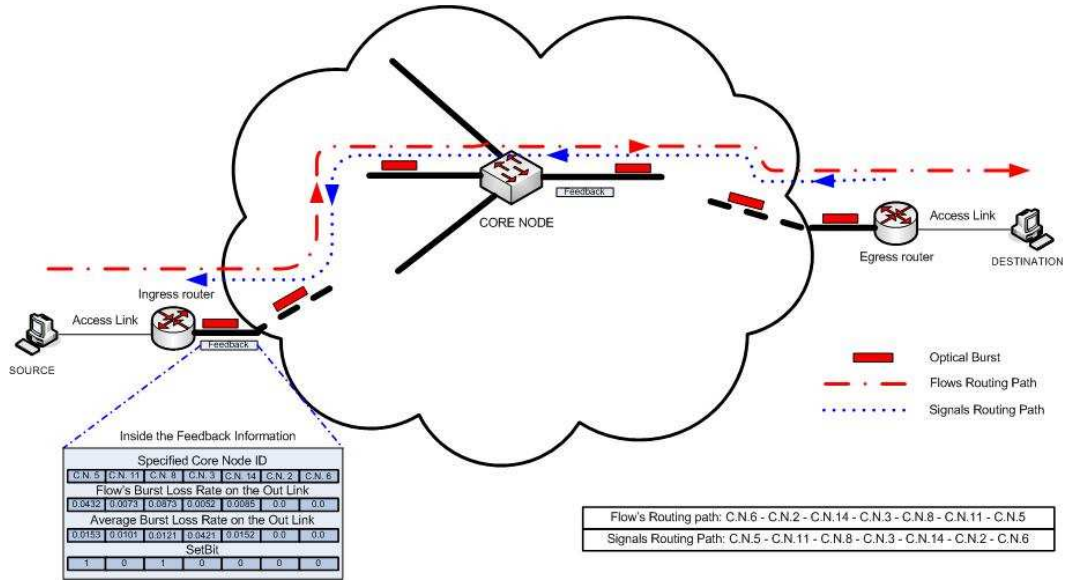 Feedback
CORE NODE
Access Link
Egress router
DESTINATION
Ingress router
Access Link
SOURCE
Feedback
Optical Burst
Flows Routing Path
Signals Routing Path
Inside the Feedback Information
Specified Core Node ID
C.N. 5 C.N. 11 C.N. 8 C.N. 3 C.N. 14 C.N. 2 C.N. 6
Flow's Burst Loss Rate on the Out Link
0.0432 0.0073 0.0873 0.0052 0.0085 0.0 0.0
Average Burst Loss Rate on the Out Link
0.0153 0.0101 0.0121 0.0421 0.0152 0.0 0.0
SetBit
1 0 1 0 0 0 0
Flow's Routing path: C.N.6 - C.N.2 - C.N.14 - C.N.3 - C.N.8 - C.N.11 - C.N.5
Signals Routing Path: C.N.5 - C.N.11 - C.N.8 - C.N.3 - C.N.14 - C.N.2 - C.N.6